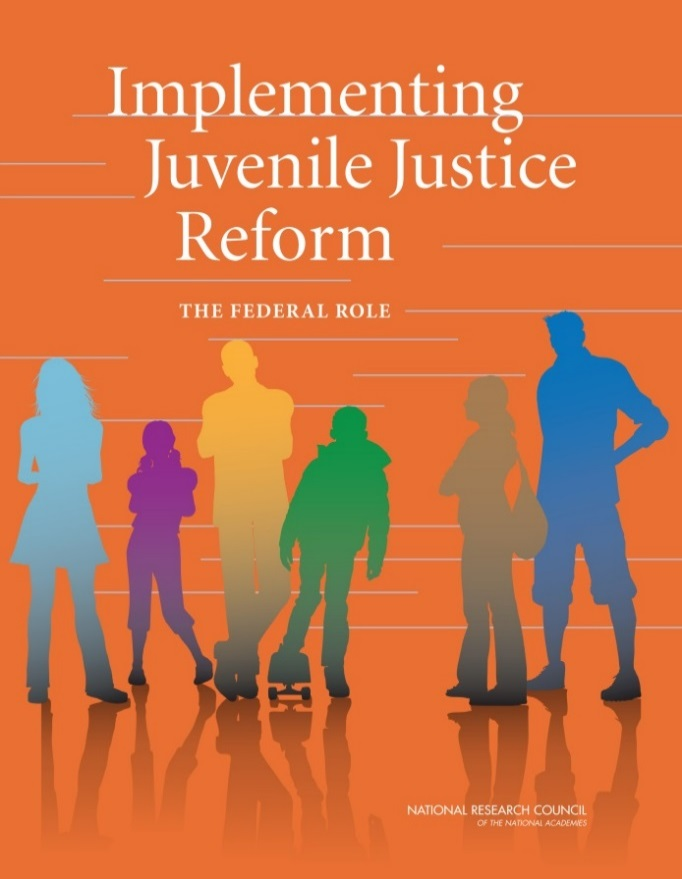 Implementing
Juvenile Justice
Reform
THE FEDERAL ROLE
NATIONAL RESEARCH COUNCIL
OF THE NATIONAL ACADEMIES